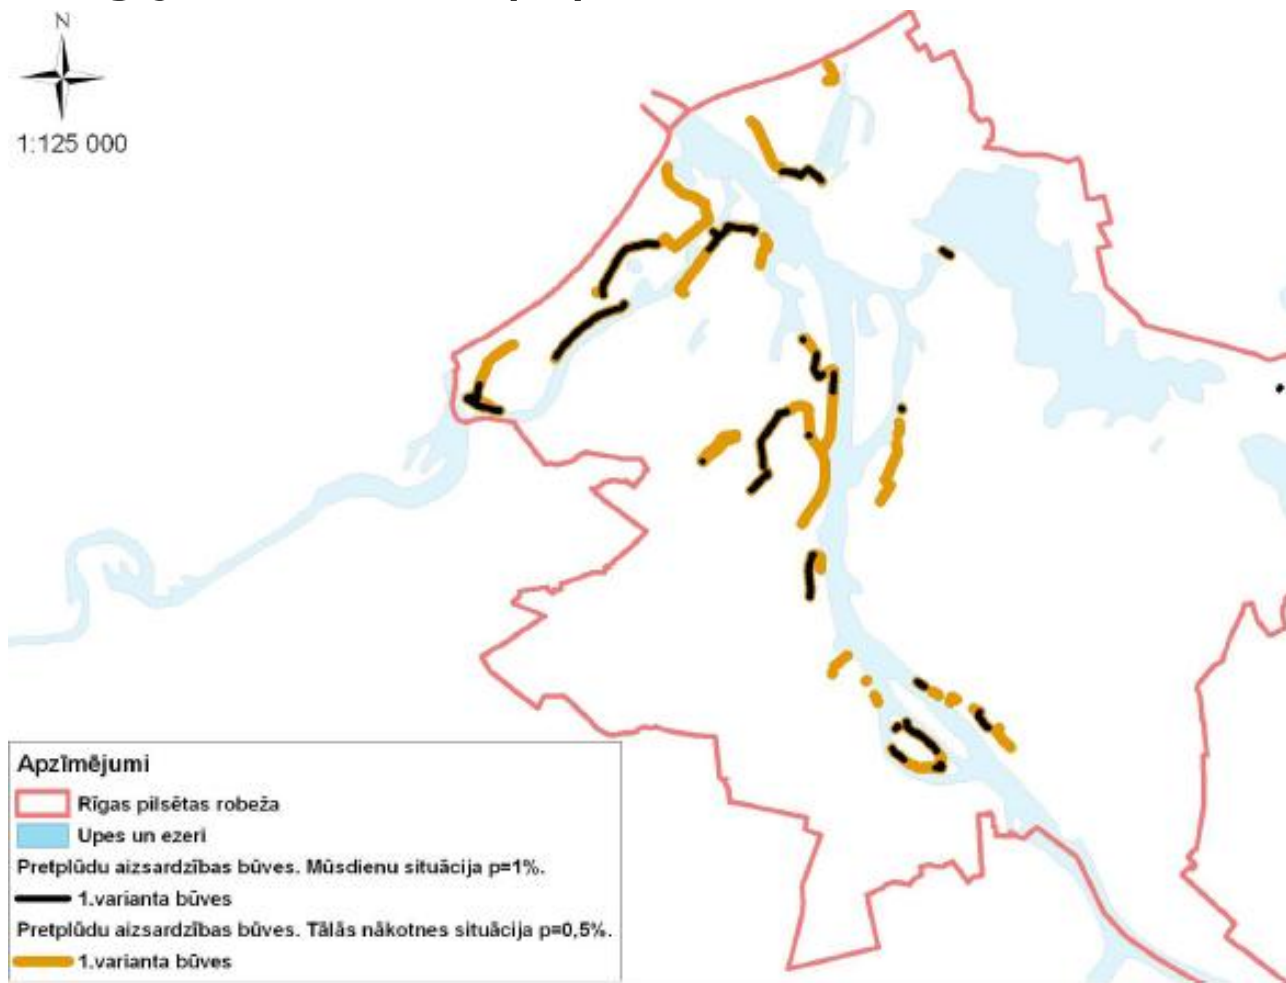 N
1:125 000
Apzīmējumi
Rīgas pilsētas robeža
Upes un ezeri
Pretplūdu aizsardzības būves. Mūsdienu situācija p=1%.
1.varianta būves
Pretplūdu aizsardzības būves. Tālās nākotnes situācija p=0,5%.
1.varianta būves